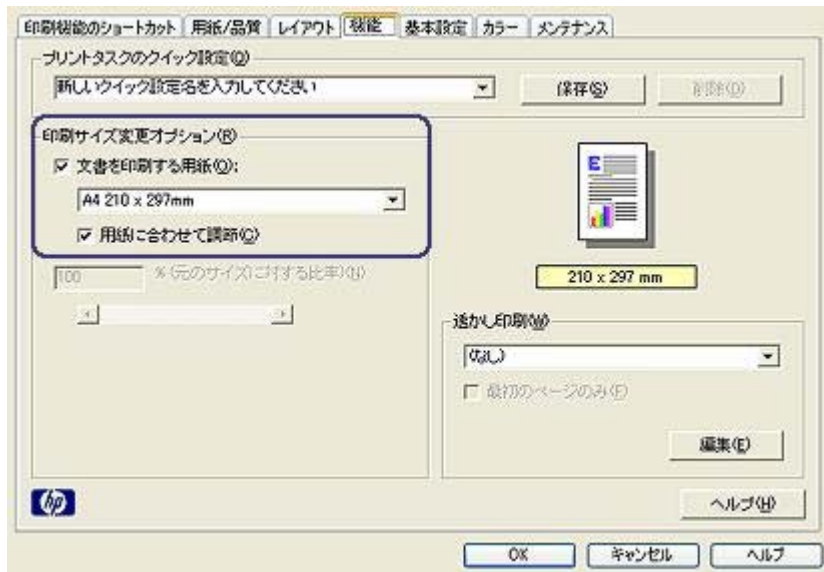 印刷機能のショートカット 用紙/品質 レイアウト 機能 基本設定 カラー メンテナンス
プリントタスクのクイック設定(Q)
新しいクイック設定名を入力してください 保存(S) 削除(D)
印刷サイズ変更オプション(R)
文書を印刷する用紙(O):
A4 210 x 297mm
用紙に合わせて調節(C)
100 % (元のサイズに対する比率)(N)
E
210 x 297 mm
透かし印刷(W)
(なし)
最初のページのみ(F)
編集(E)
hp
ヘルプ(H)
OK キャンセル ヘルプ